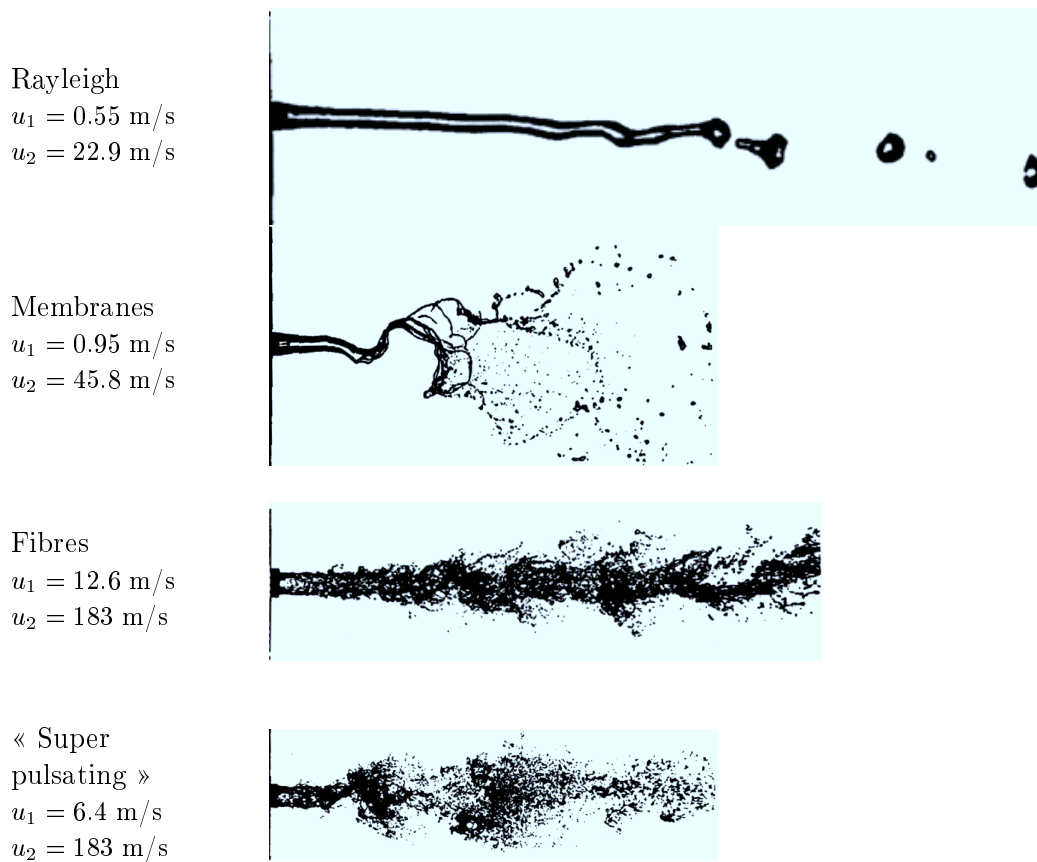 Rayleigh
u₁ = 0.55 m/s
u₂ = 22.9 m/s
Membranes
u₁ = 0.95 m/s
u₂ = 45.8 m/s
Fibres
u₁ = 12.6 m/s
u₂ = 183 m/s
« Super
pulsating »
u₁ = 6.4 m/s
u₂ = 183 m/s